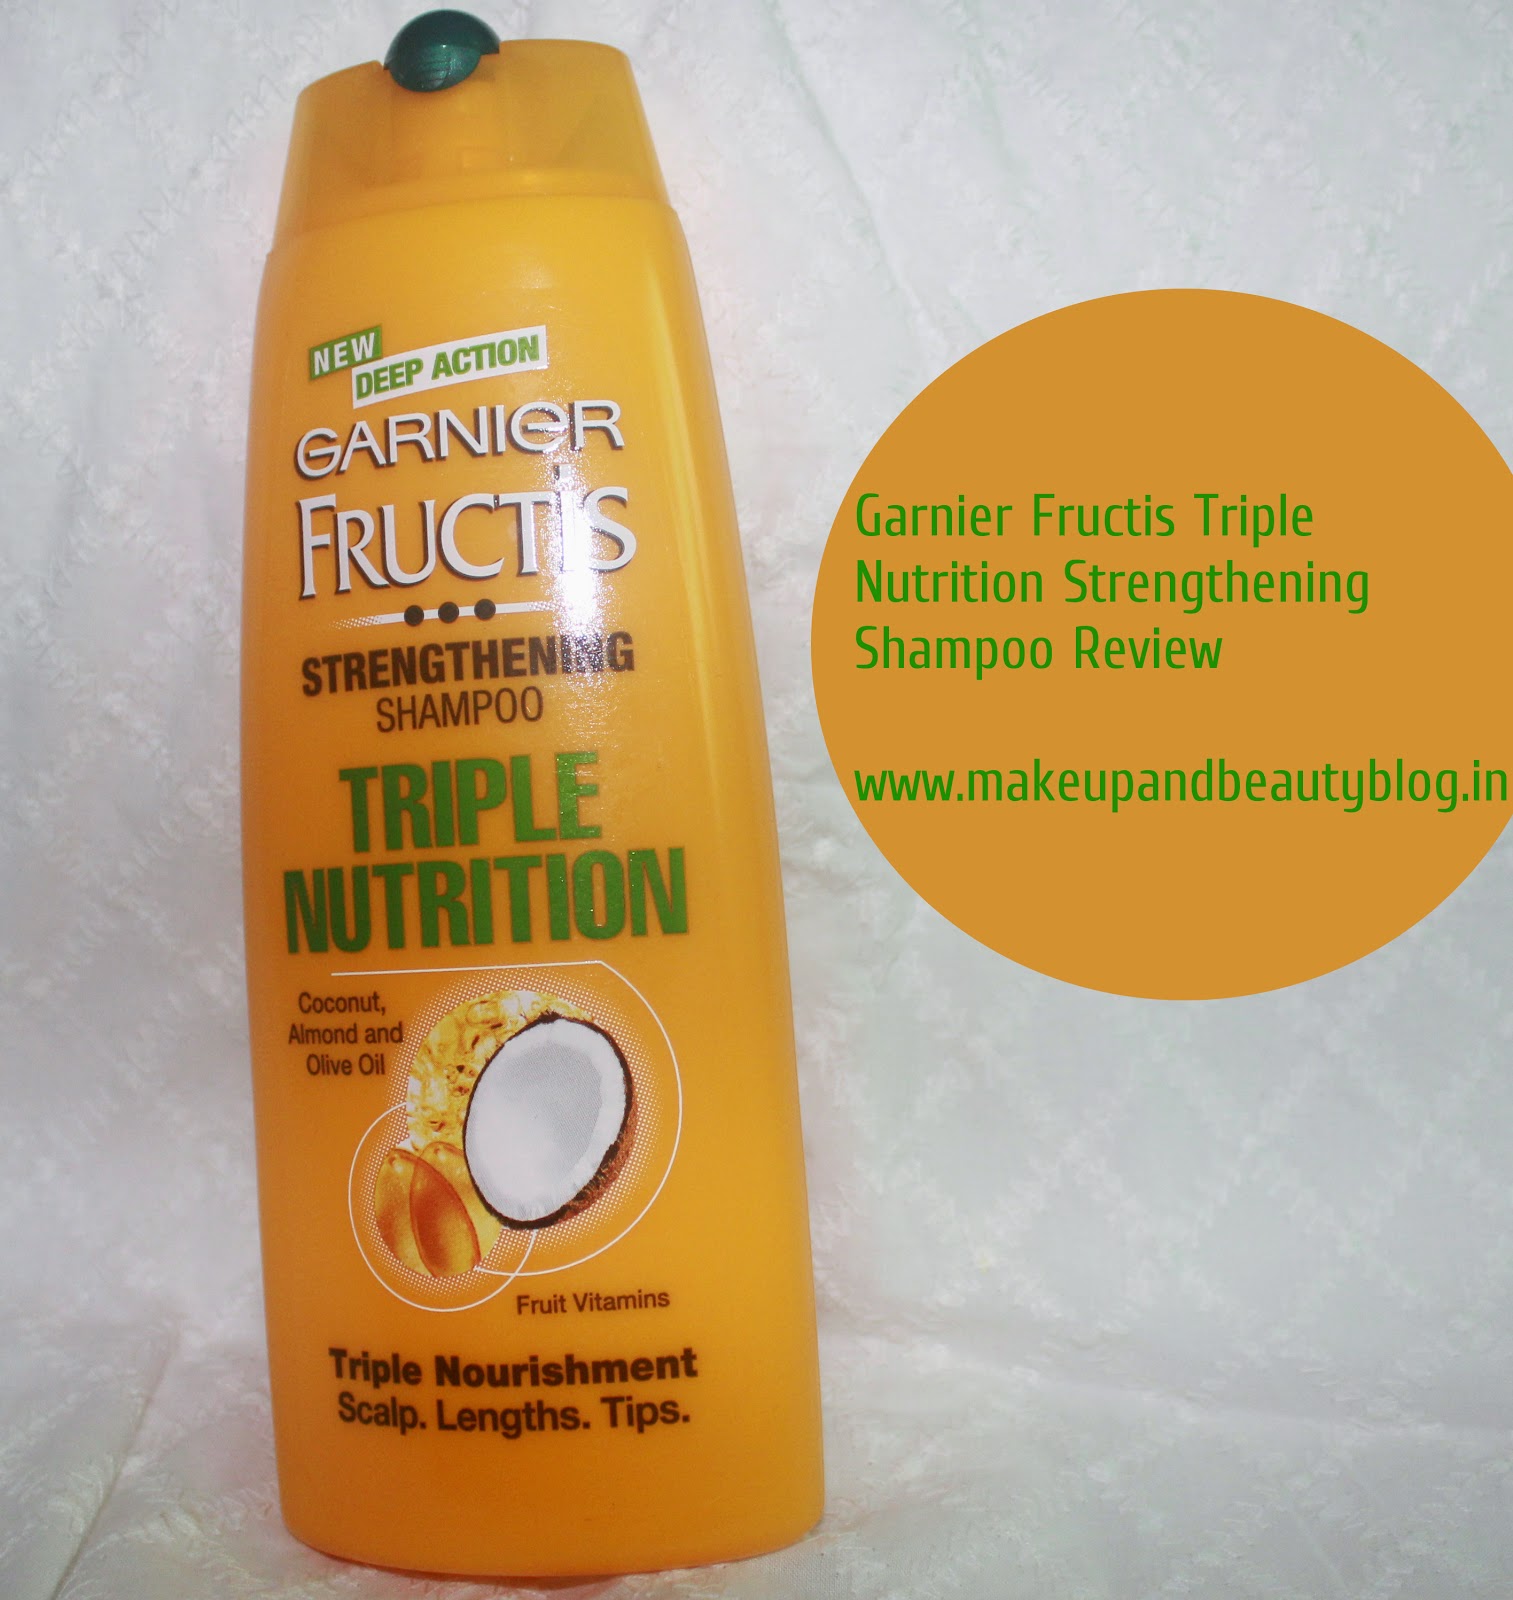 NEW
DEEP ACTION
GARNIER
FRUCTIS
STRENGTHENING
SHAMPOO
TRIPLE
NUTRITION
Coconut,
Almond and
Olive Oil
Fruit Vitamins
Triple Nourishment
Scalp. Lengths. Tips.
Garnier Fructis Triple
Nutrition Strengthening
Shampoo Review
www.makeupandbeautyblog.in